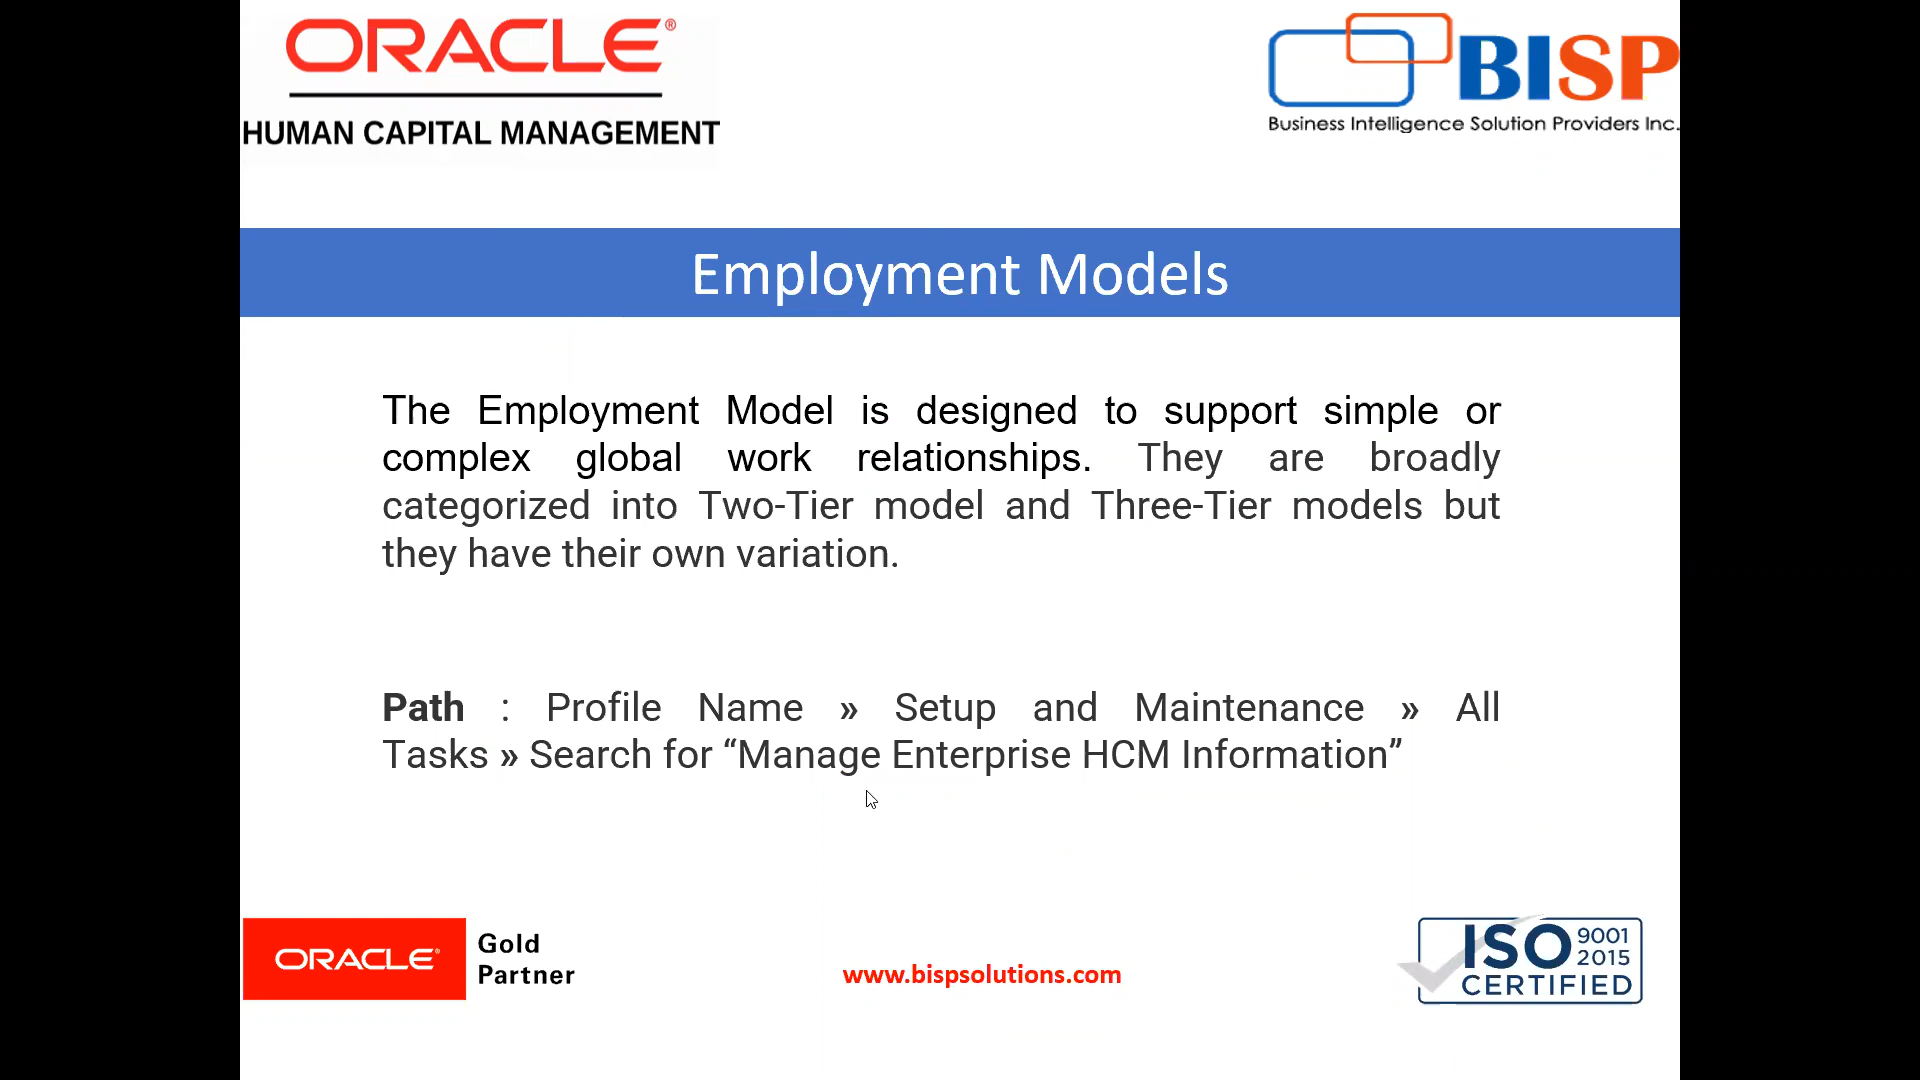 ORACLE®
HUMAN CAPITAL MANAGEMENT
BISP
Business Intelligence Solution Providers Inc.
Employment Models
The Employment Model is designed to support simple or
complex global work relationships. They are broadly
categorized into Two-Tier model and Three-Tier models but
they have their own variation.
Path : Profile Name » Setup and Maintenance » All
Tasks » Search for “Manage Enterprise HCM Information”
ORACLE®
Gold
Partner
www.bispsolutions.com
ISO 9001
2015
CERTIFIED